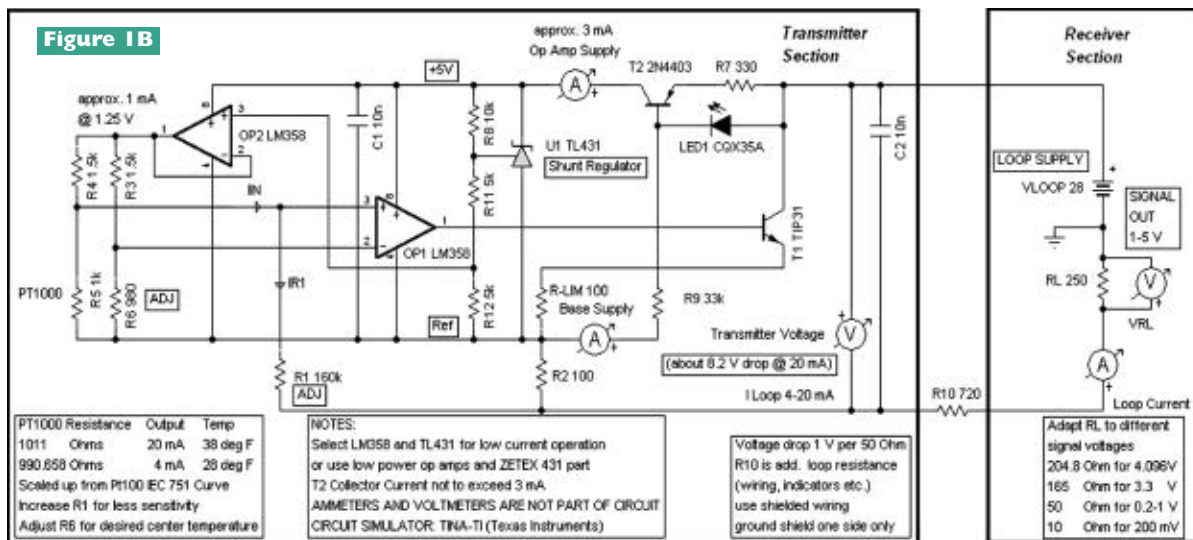 Figure 1B
approx. 3 mA
Op Amp Supply
Transmitter
Section
Receiver
Section
T2 2N4403
R7 330
A
+
+5V
approx. 1 mA
@ 1.25 V
8
3
1
2
OP2 LM358
C1 10n
R8 10k
U1 TL431
Shunt Regulator
LED1 CQX35A
C2 10n
LOOP SUPPLY
+
VLOOP 28
SIGNAL
OUT
1-5 V
R4 1.5k
R3 1.5k
IIN
R11 5k
3
8
1
2
OP1 LM358
T1 TIP31
PT1000
R5 1k
R6 980
ADJ
IR1
R12 5k
R-LIM 100
Base Supply
R9 33k
Ref
A
+
Transmitter Voltage
+
V
(about 8.2 V drop @ 20 mA)
RL 250
V
+
VRL
R1 160k
ADJ
R2 100
I Loop 4-20 mA
R10 720
A
+
Loop Current
PT1000 Resistance Output Temp
1011 Ohms 20 mA 38 deg F
990.658 Ohms 4 mA 28 deg F
Scaled up from Pt100 IEC 751 Curve
Increase R1 for less sensitivity
Adjust R6 for desired center temperature
NOTES:
Select LM358 and TL431 for low current operation
or use low power op amps and ZETEX 431 part
T2 Collector Current not to exceed 3 mA
AMMETERS AND VOLTMETERS ARE NOT PART OF CIRCUIT
CIRCUIT SIMULATOR: TINA-TI (Texas Instruments)
Voltage drop 1 V per 50 Ohm
R10 is add. loop resistance
(wiring, indicators etc.)
use shielded wiring
ground shield one side only
Adapt RL to different
signal voltages
204.8 Ohm for 4.096V
165 Ohm for 3.3 V
50 Ohm for 0.2-1 V
10 Ohm for 200 mV